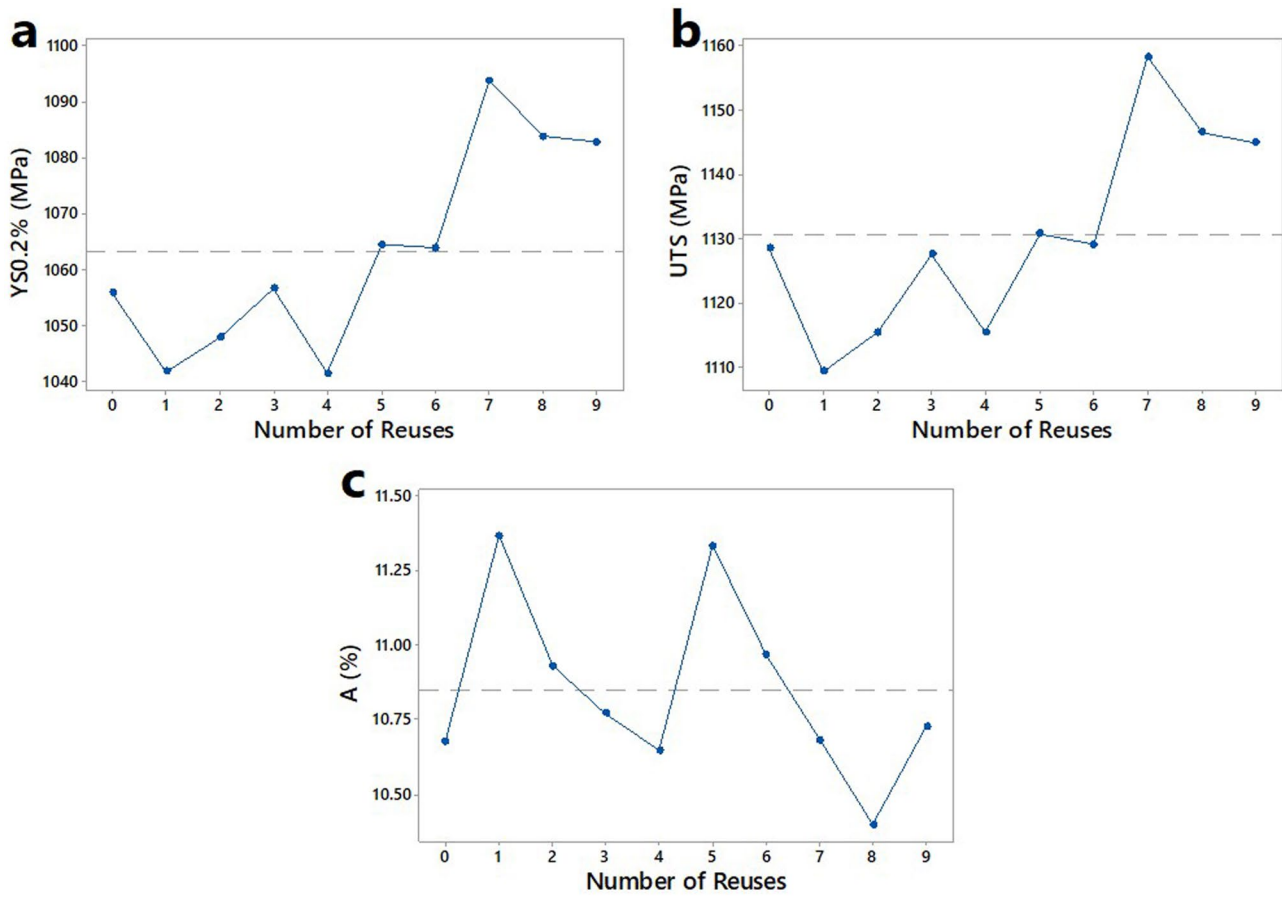 a
1100
1090
1080
1070
1060
1050
1040
YS0.2% (MPa)
0 1 2 3 4 5 6 7 8 9
Number of Reuses
b
1160
1150
1140
1130
1120
1110
UTS (MPa)
0 1 2 3 4 5 6 7 8 9
Number of Reuses
c
11.50
11.25
11.00
10.75
10.50
A (%)
0 1 2 3 4 5 6 7 8 9
Number of Reuses